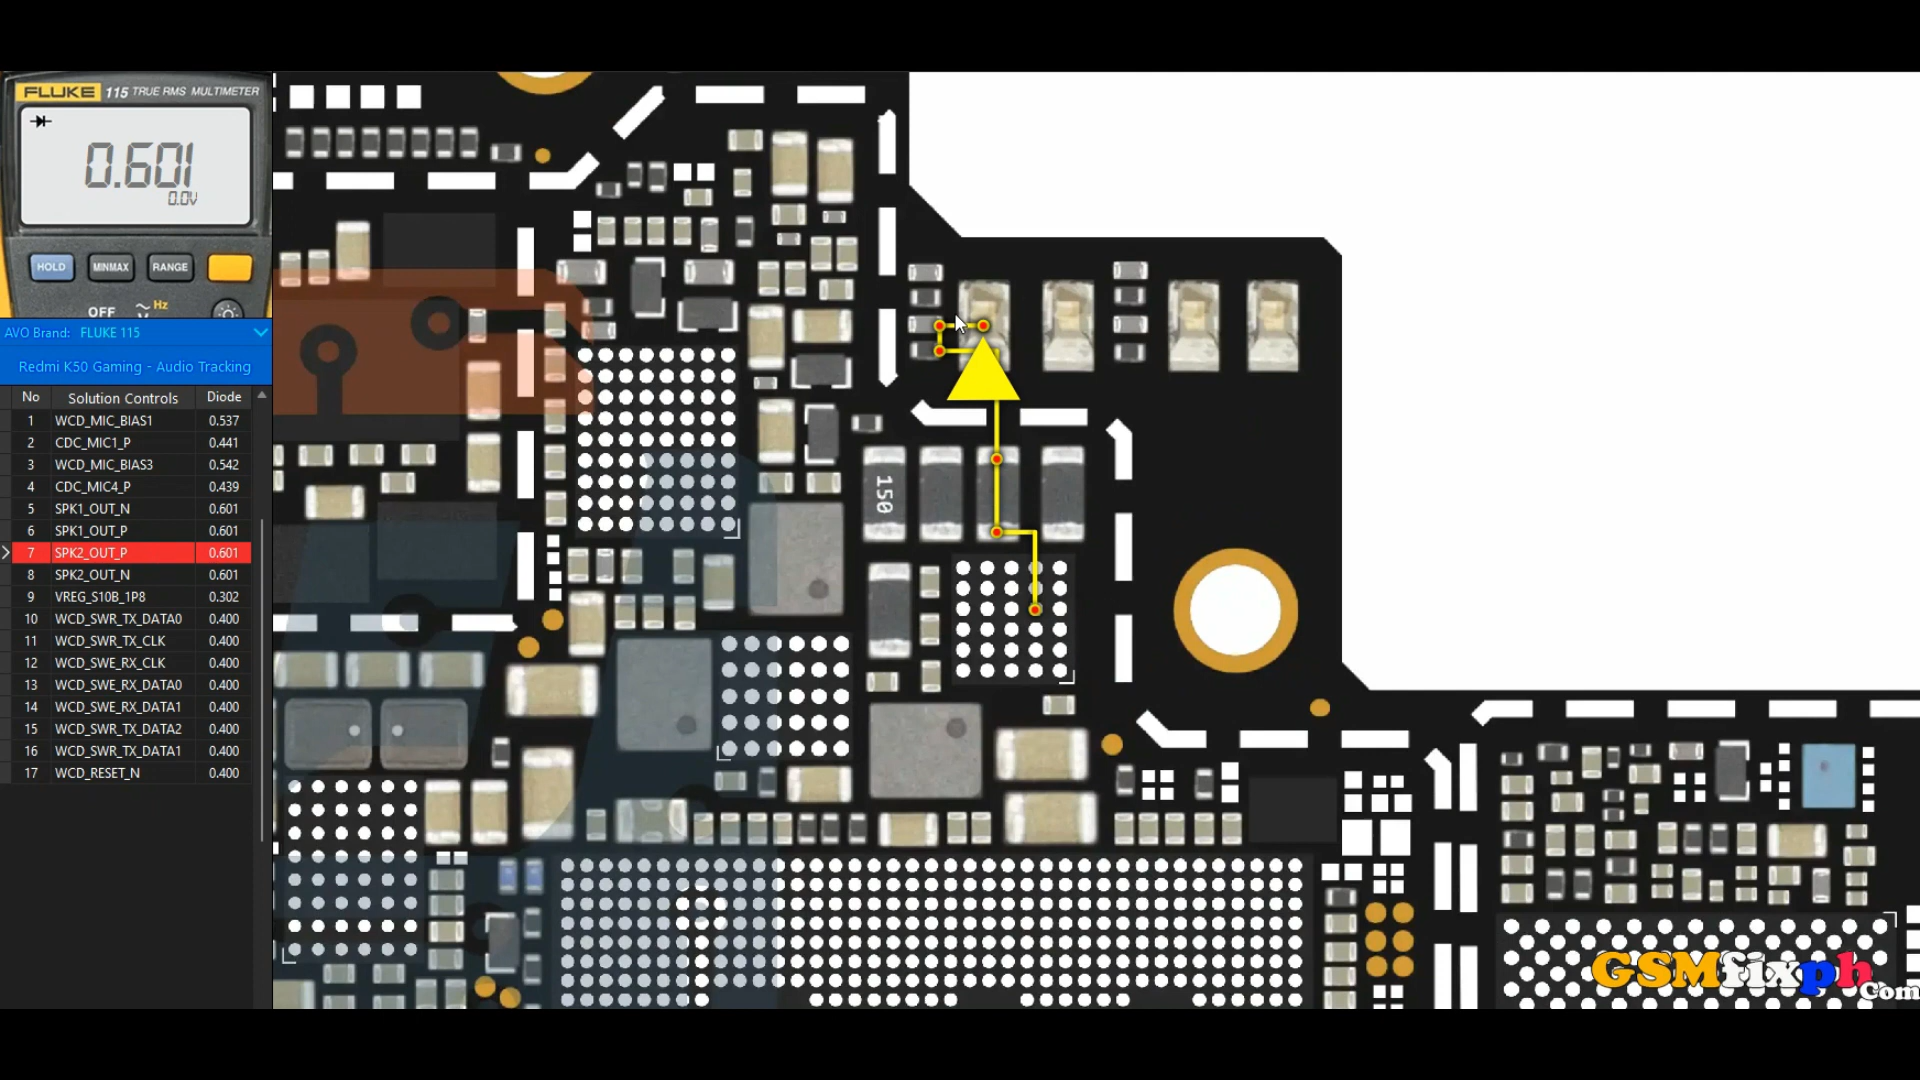 FLUKE 115 TRUE RMS MULTIMETER
0.601
0.0V
HOLD MINMAX RANGE
OFF Hz
V
AVO Brand: FLUKE 115
Redmi K50 Gaming - Audio Tracking
No Solution Controls Diode
1 WCD_MIC_BIAS1 0.537
2 CDC_MIC1_P 0.441
3 WCD_MIC_BIAS3 0.542
4 CDC_MIC4_P 0.439
5 SPK1_OUT_N 0.601
6 SPK1_OUT_P 0.601
7 SPK2_OUT_P 0.601
8 SPK2_OUT_N 0.601
9 VREG_S10B_1P8 0.302
10 WCD_SWR_TX_DATA0 0.400
11 WCD_SWR_TX_CLK 0.400
12 WCD_SWE_RX_CLK 0.400
13 WCD_SWE_RX_DATA0 0.400
14 WCD_SWE_RX_DATA1 0.400
15 WCD_SWR_TX_DATA2 0.400
16 WCD_SWR_TX_DATA1 0.400
17 WCD_RESET_N 0.400
150
GSMfixph
Com